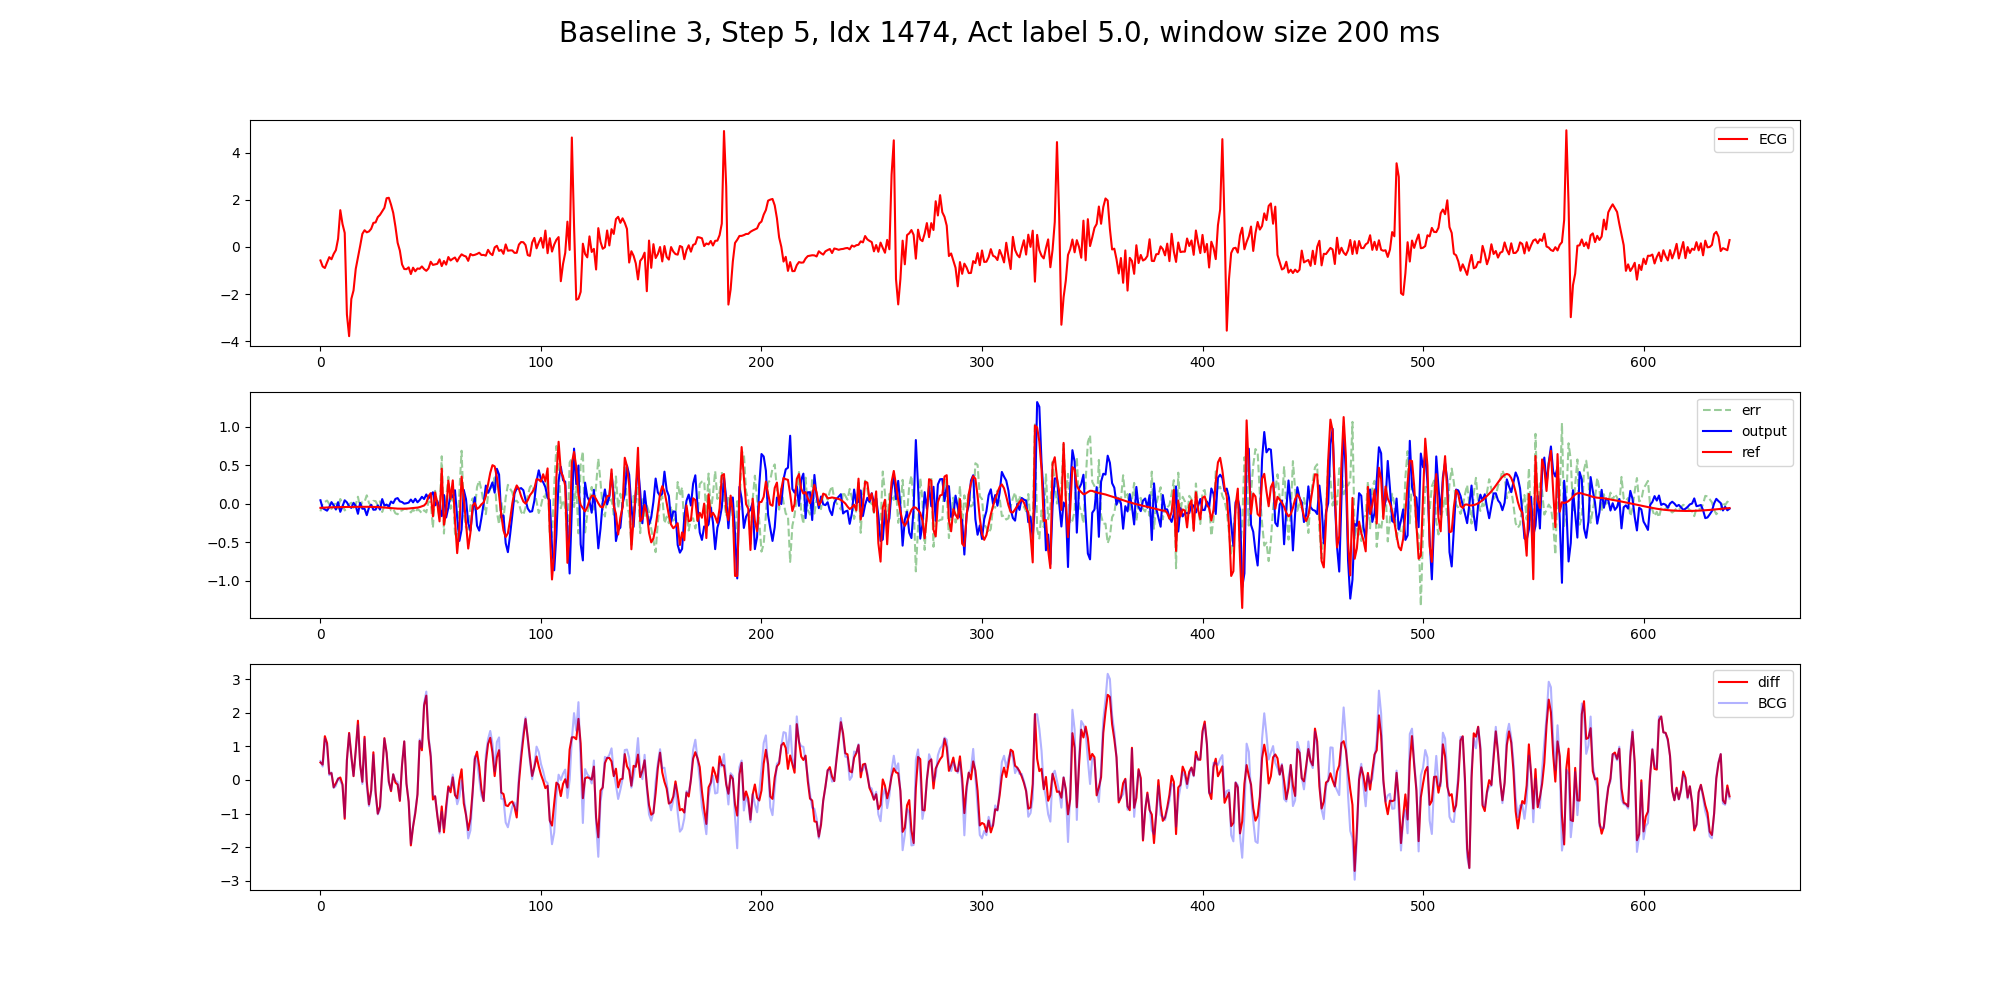 Baseline 3, Step 5, Idx 1474, Act label 5.0, window size 200 ms
4
2
0
−2
−4
ECG
0 100 200 300 400 500 600
1.0
0.5
0.0
−0.5
−1.0
err
output
ref
0 100 200 300 400 500 600
3
2
1
0
−1
−2
−3
diff
BCG
0 100 200 300 400 500 600